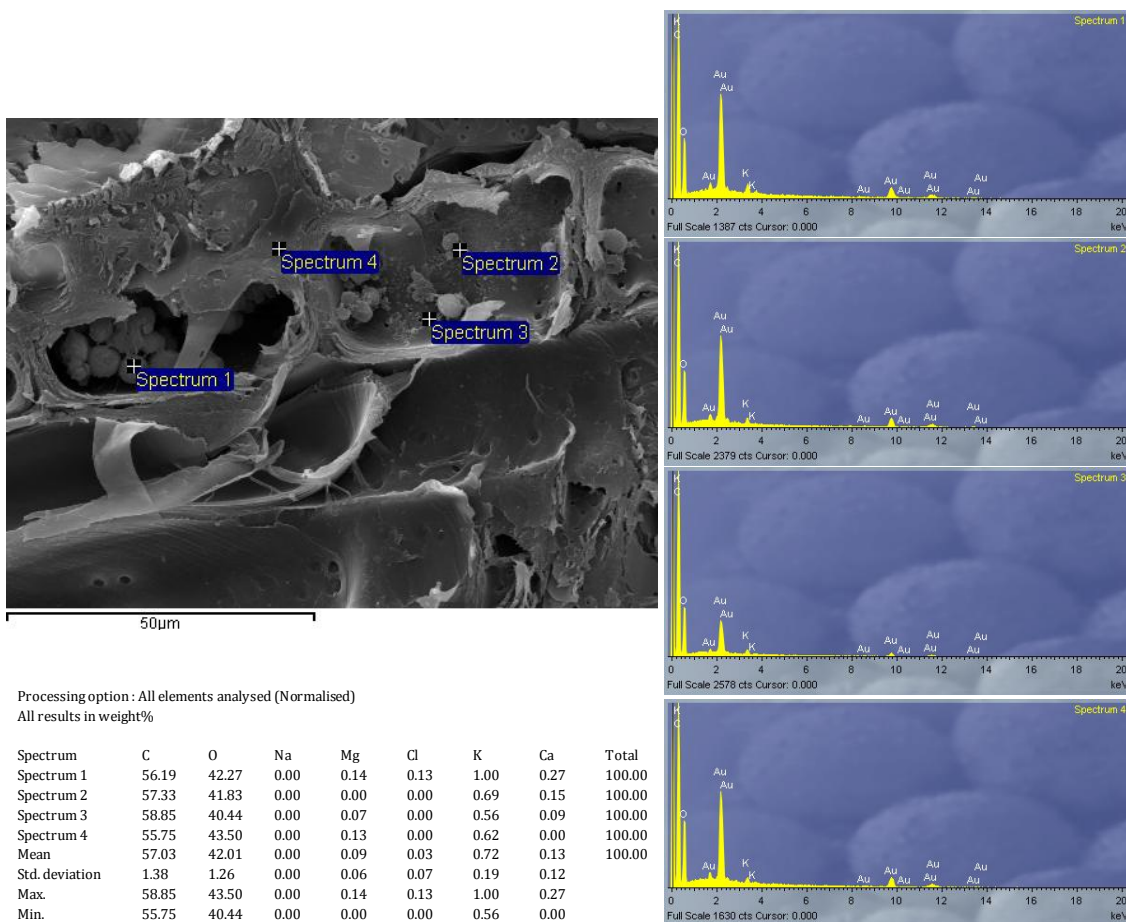 Spectrum 4
Spectrum 2
Spectrum 3
Spectrum 1
50µm
Processing option : All elements analysed (Normalised)
All results in weight%
Spectrum C O Na Mg Cl K Ca Total
Spectrum 1 56.19 42.27 0.00 0.14 0.13 1.00 0.27 100.00
Spectrum 2 57.33 41.83 0.00 0.00 0.00 0.69 0.15 100.00
Spectrum 3 58.85 40.44 0.00 0.07 0.00 0.56 0.09 100.00
Spectrum 4 55.75 43.50 0.00 0.13 0.00 0.62 0.00 100.00
Mean 57.03 42.01 0.00 0.09 0.03 0.72 0.13 100.00
Std. deviation 1.38 1.26 0.00 0.06 0.07 0.19 0.12
Max. 58.85 43.50 0.00 0.14 0.13 1.00 0.27
Min. 55.75 40.44 0.00 0.00 0.00 0.56 0.00
Spectrum 1
K
C
Au
Au
O
Au
K
K
Au
Au
Au
Au
Au
Au
Au
0 2 4 6 8 10 12 14 16 18 20
Full Scale 1387 cts Cursor: 0.000 keV
Spectrum 2
K
C
Au
Au
O
Au
K
K
Au
Au
Au
Au
Au
Au
Au
0 2 4 6 8 10 12 14 16 18 20
Full Scale 2379 cts Cursor: 0.000 keV
Spectrum 3
K
C
Au
Au
O
Au
K
K
Au
Au
Au
Au
Au
Au
Au
0 2 4 6 8 10 12 14 16 18 20
Full Scale 2578 cts Cursor: 0.000 keV
Spectrum 4
K
C
Au
Au
O
Au
K
K
Au
Au
Au
Au
Au
Au
Au
0 2 4 6 8 10 12 14 16 18 20
Full Scale 1630 cts Cursor: 0.000 keV